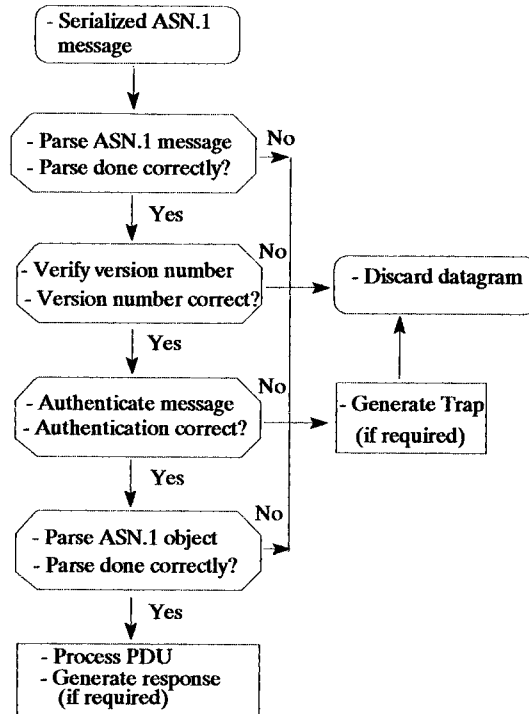 - Serialized ASN.1
message
- Parse ASN.1 message
- Parse done correctly?
No
Yes
- Verify version number
- Version number correct?
No
- Discard datagram
Yes
- Authenticate message
- Authentication correct?
No
- Generate Trap
(if required)
Yes
- Parse ASN.1 object
- Parse done correctly?
No
Yes
- Process PDU
- Generate response
(if required)